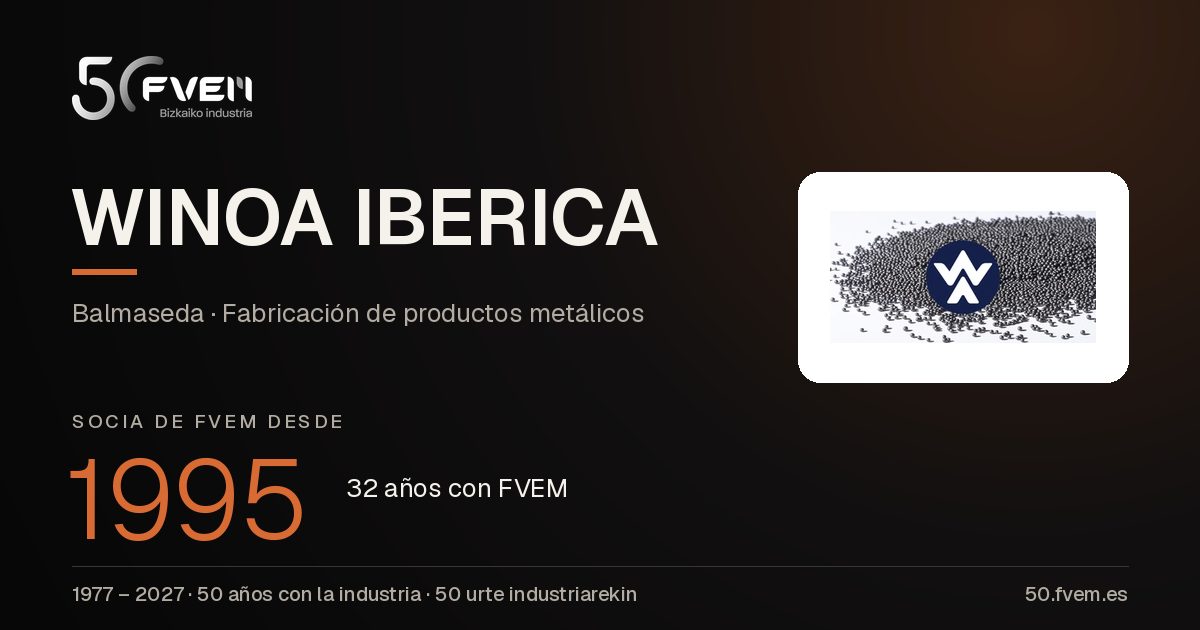 50 FVEM
Bizkaiko industria
WINOA IBERICA
Balmaseda · Fabricación de productos metálicos
SOCIA DE FVEM DESDE
1995
32 años con FVEM
1977 – 2027 · 50 años con la industria · 50 urte industriarekin
50.fvem.es